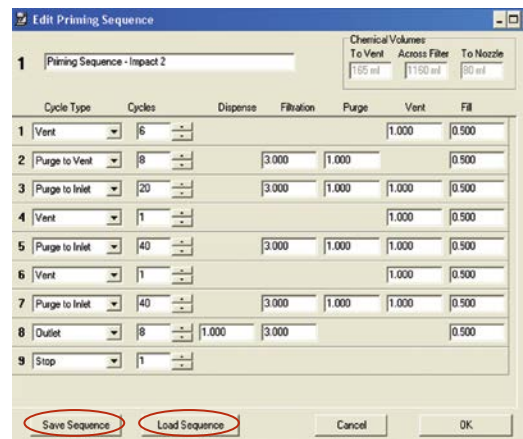 Edit Priming Sequence
Chemical Volumes
To Vent Across Filter To Nozzle
1 Priming Sequence - Impact 2 165 ml 1160 ml 80 ml
Cycle Type Cycles Dispense Filtration Purge Vent Fill
1 Vent 6 1.000 0.500
2 Purge to Vent 8 3.000 1.000 0.500
3 Purge to Inlet 20 3.000 1.000 1.000 0.500
4 Vent 1 1.000 0.500
5 Purge to Inlet 40 3.000 1.000 1.000 0.500
6 Vent 1 1.000 0.500
7 Purge to Inlet 40 3.000 1.000 1.000 0.500
8 Outlet 8 1.000 3.000 0.500
9 Stop 1
Save Sequence Load Sequence Cancel OK